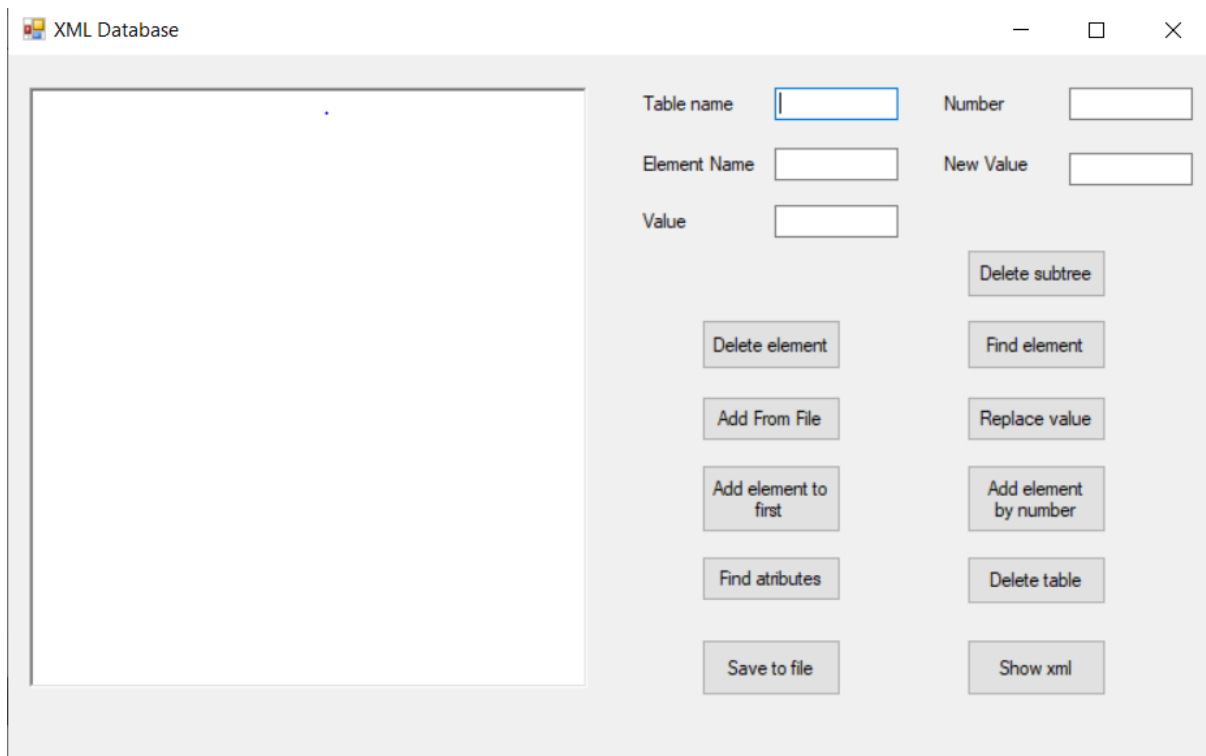 XML Database
Table name
Number
Element Name
New Value
Value
Delete subtree
Delete element
Find element
Add From File
Replace value
Add element to
first
Add element
by number
Find atributes
Delete table
Save to file
Show xml